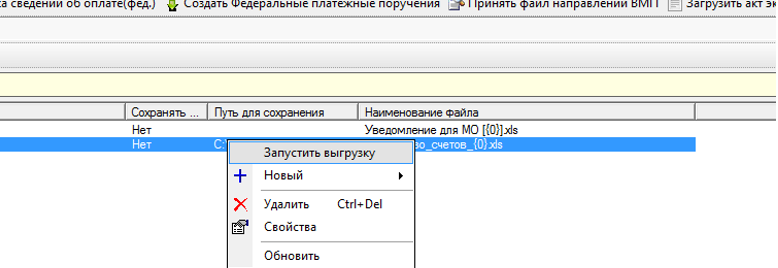 сведений об оплате(фед.) Создать Федеральные платежные поручения Принять файл направлений ВМП Загрузить акт
Сохранять ... Путь для сохранения Наименование файла
Нет Уведомление для МО [{0}].xls
Нет C:\ во_счетов_{0}.xls
Запустить выгрузку
Новый
Удалить Ctrl+Del
Свойства
Обновить